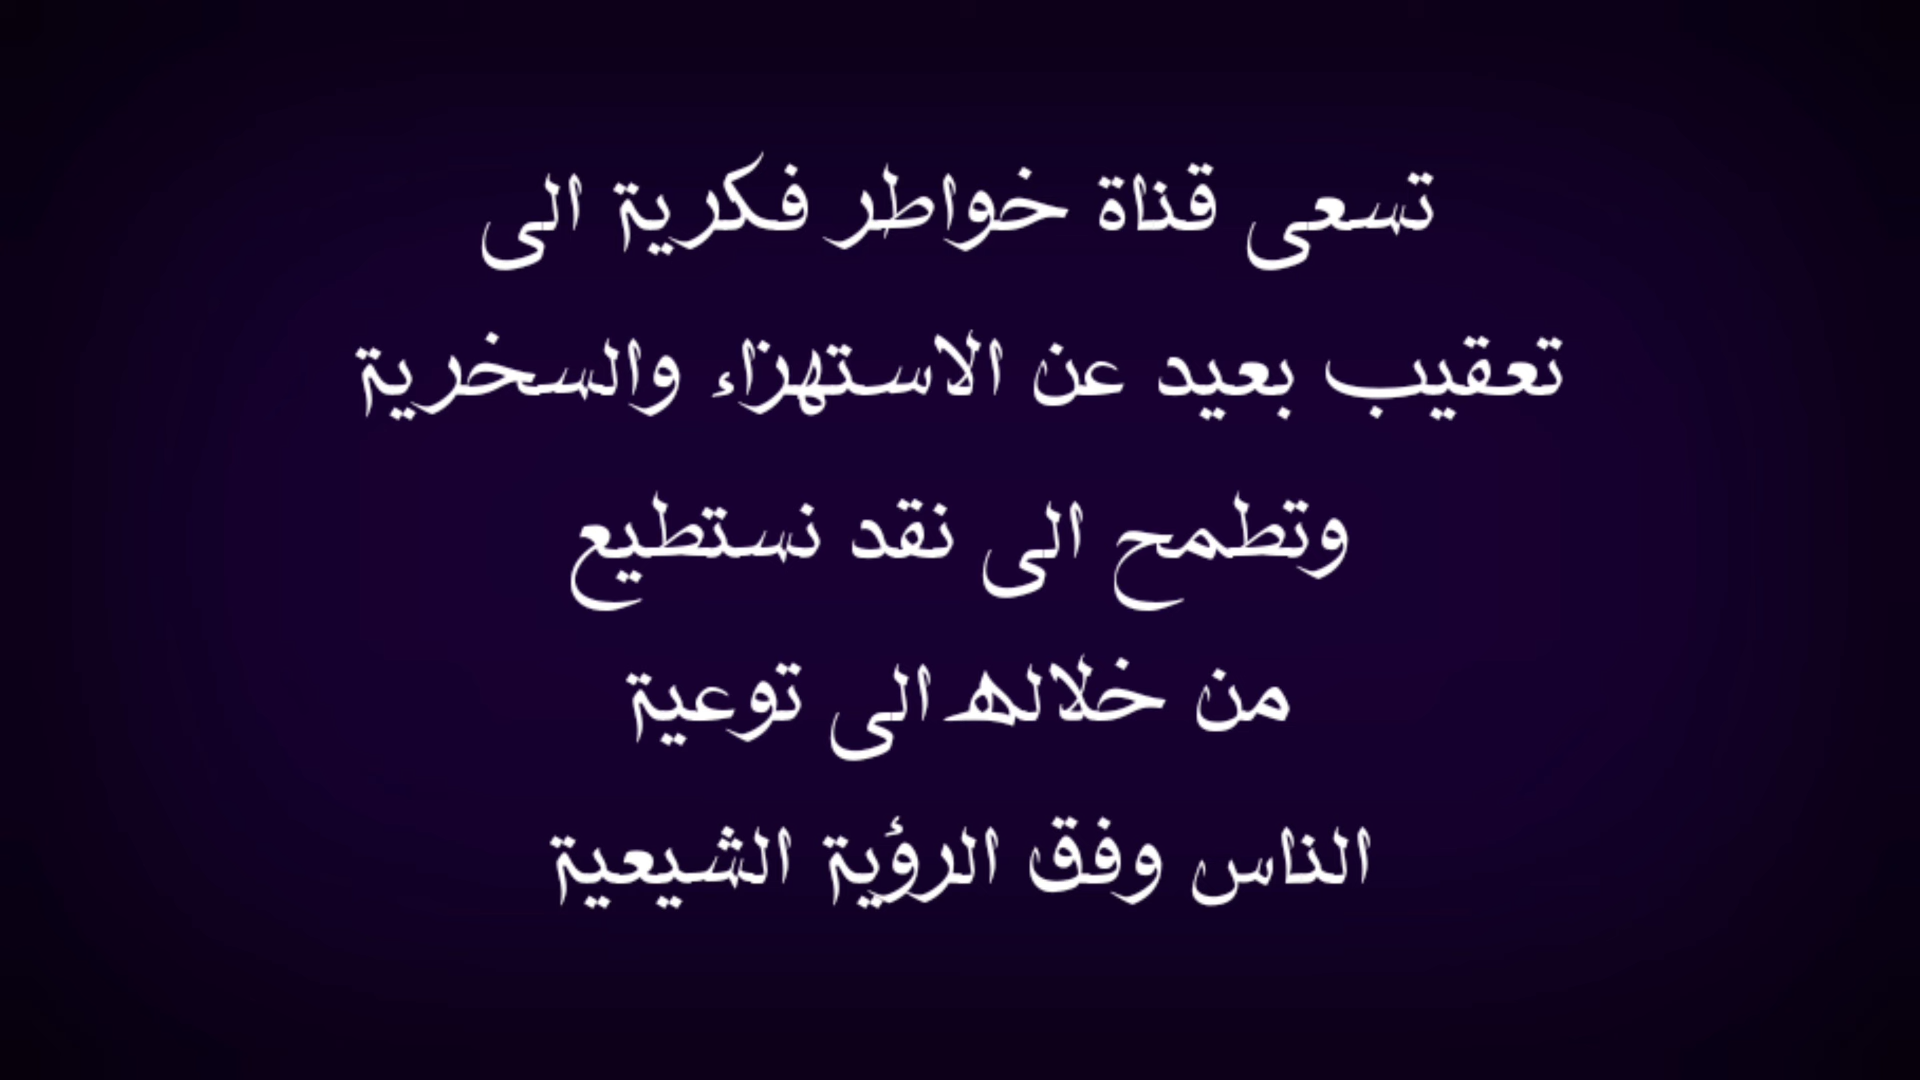 تسعى قناة خواطر فكرية الى
تعقيب بعيد عن الاستهزاء والسخرية
وتطمح الى نقد نستطيع
من خلاله الى توعية
الناس وفق الرؤية الشيعية